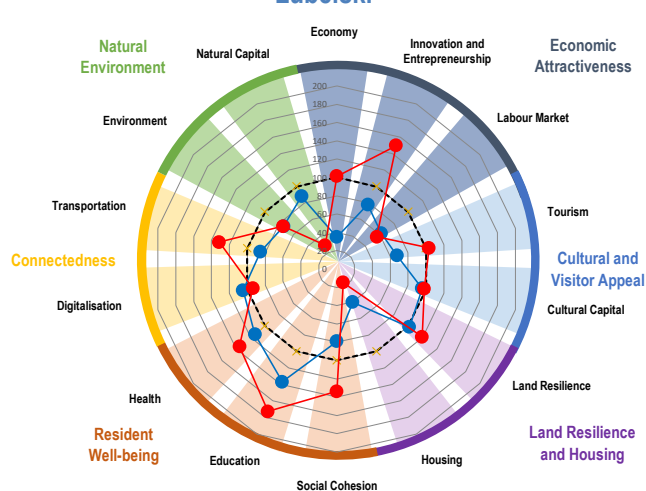 Lubelski
Economy
Natural
Environment
Natural Capital
Innovation and
Entrepreneurship
Economic
Attractiveness
Environment
Labour Market
200
180
160
140
120
100
80
60
40
20
0
Transportation
Tourism
Connectedness
Cultural and
Visitor Appeal
Digitalisation
Cultural Capital
Health
Land Resilience
Resident
Well-being
Land Resilience
and Housing
Education
Housing
Social Cohesion